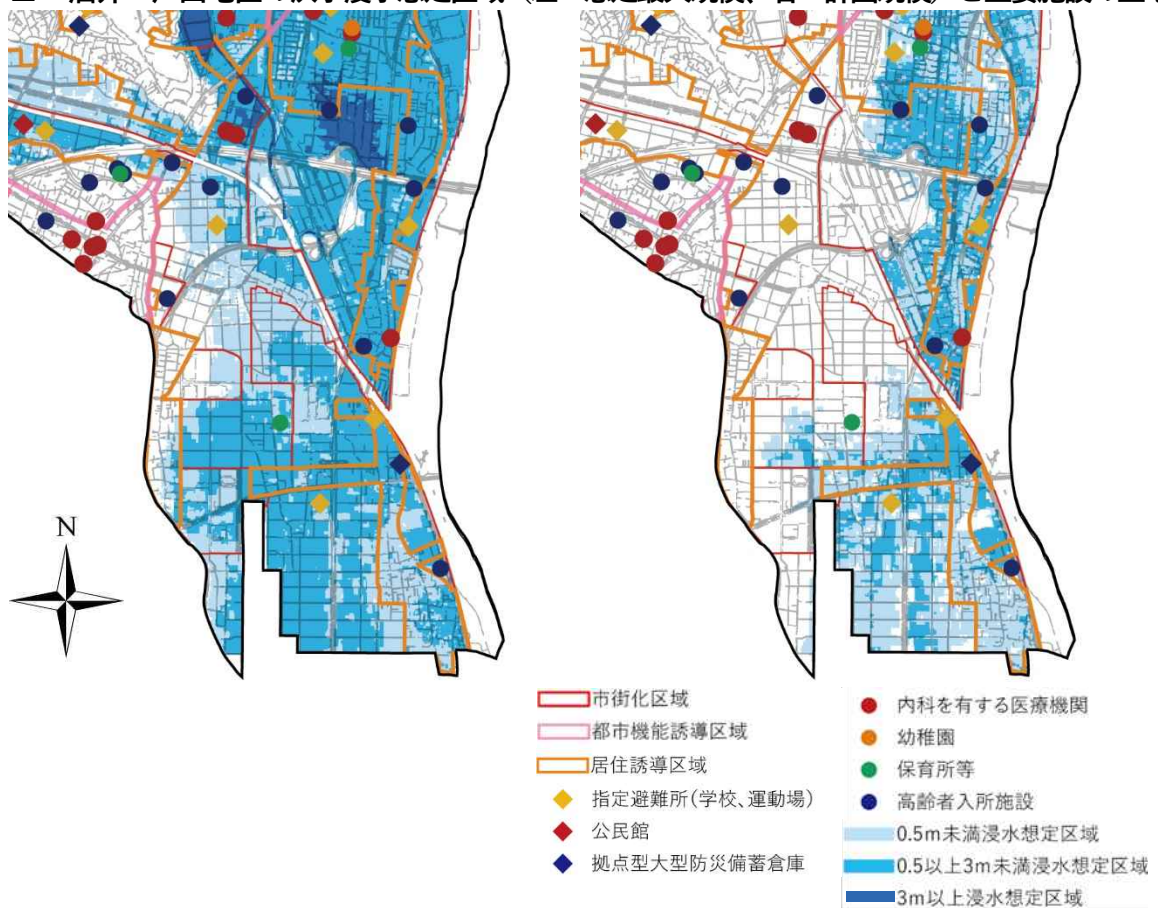 N
市街化区域
都市機能誘導区域
居住誘導区域
指定避難所(学校、運動場)
公民館
拠点型大型防災備蓄倉庫
内科を有する医療機関
幼稚園
保育所等
高齢者入所施設
0.5m未満浸水想定区域
0.5以上3m未満浸水想定区域
3m以上浸水想定区域